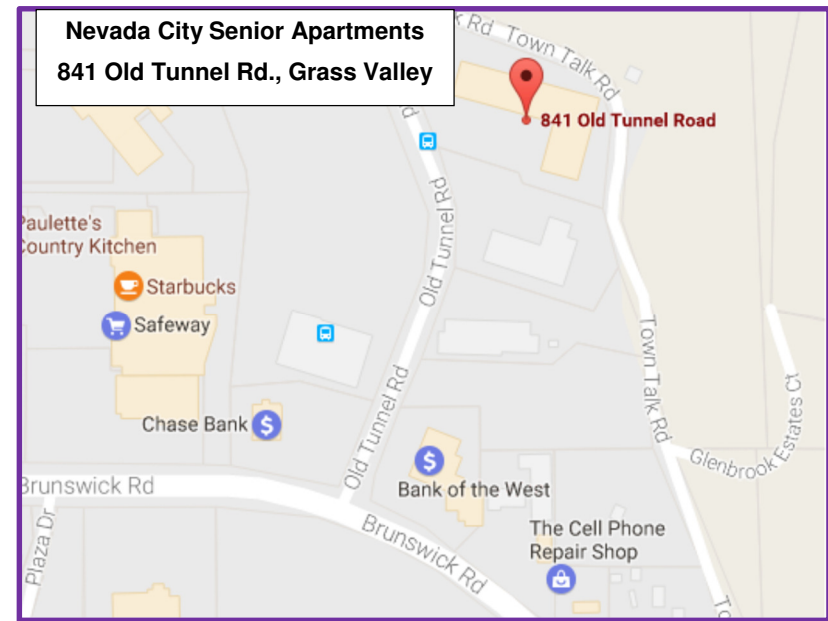 Nevada City Senior Apartments
841 Old Tunnel Rd., Grass Valley
k Rd
Town Talk Rd
841 Old Tunnel Road
d
Old Tunnel Rd
Paulette's
Country Kitchen
Starbucks
Safeway
Town Talk Rd
Old Tunnel Rd
Chase Bank
Glenbrook Estates Ct
Brunswick Rd
Bank of the West
Plaza Dr
Brunswick Rd
The Cell Phone
Repair Shop
To